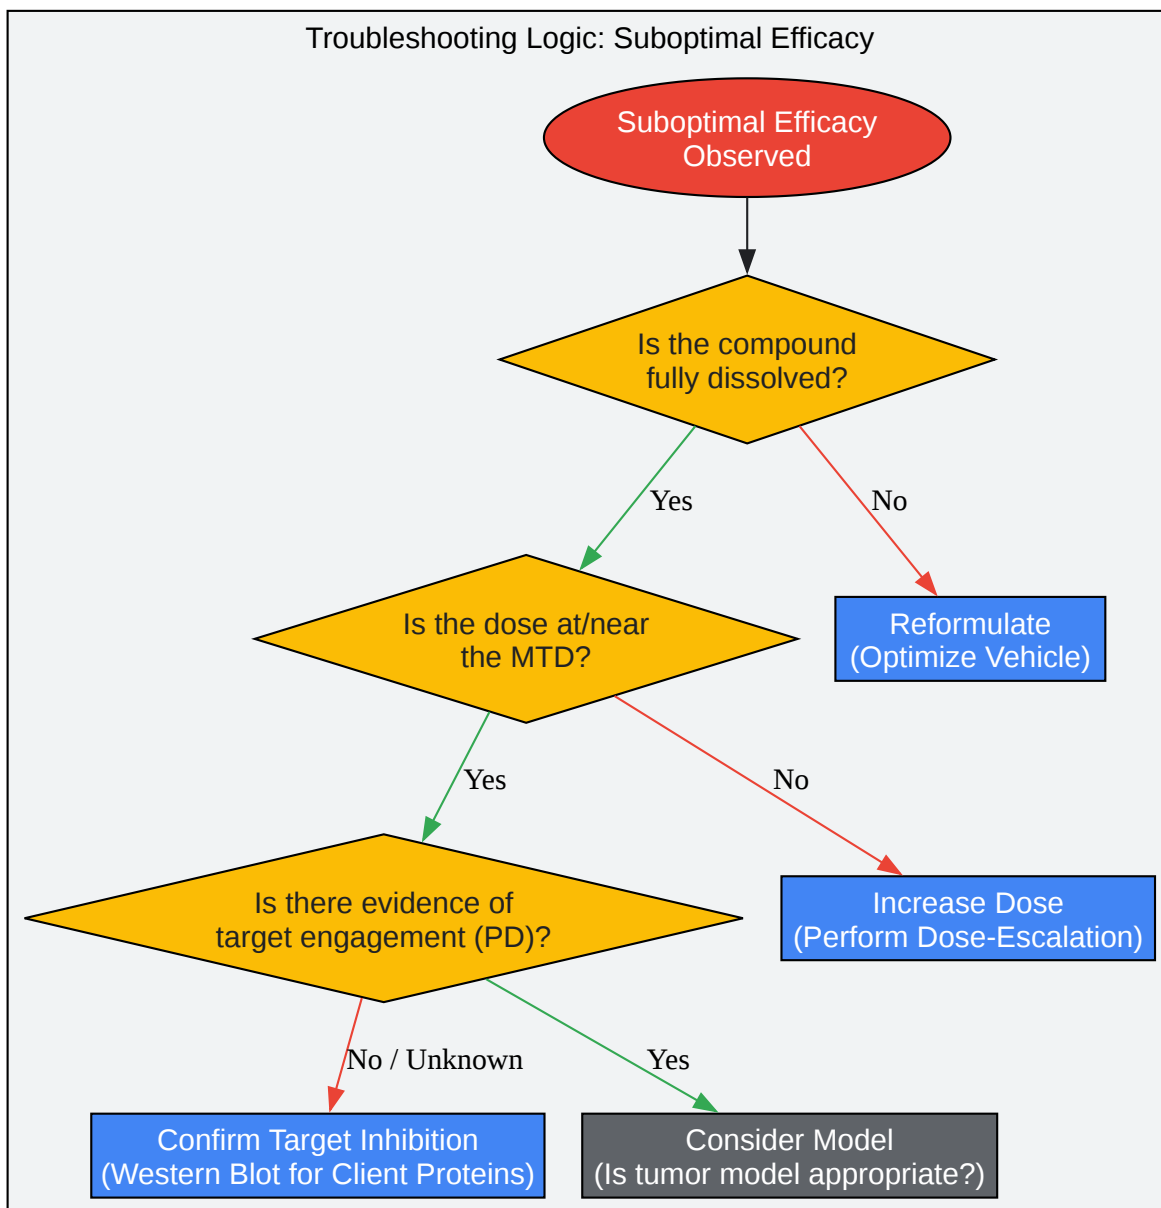 Troubleshooting Logic: Suboptimal Efficacy
Suboptimal Efficacy
Observed
Is the compound
fully dissolved?
Yes
No
Is the dose at/near
the MTD?
Reformulate
(Optimize Vehicle)
Yes
No
Is there evidence of
target engagement (PD)?
Increase Dose
(Perform Dose-Escalation)
No / Unknown
Yes
Confirm Target Inhibition
(Western Blot for Client Proteins)
Consider Model
(Is tumor model appropriate?)